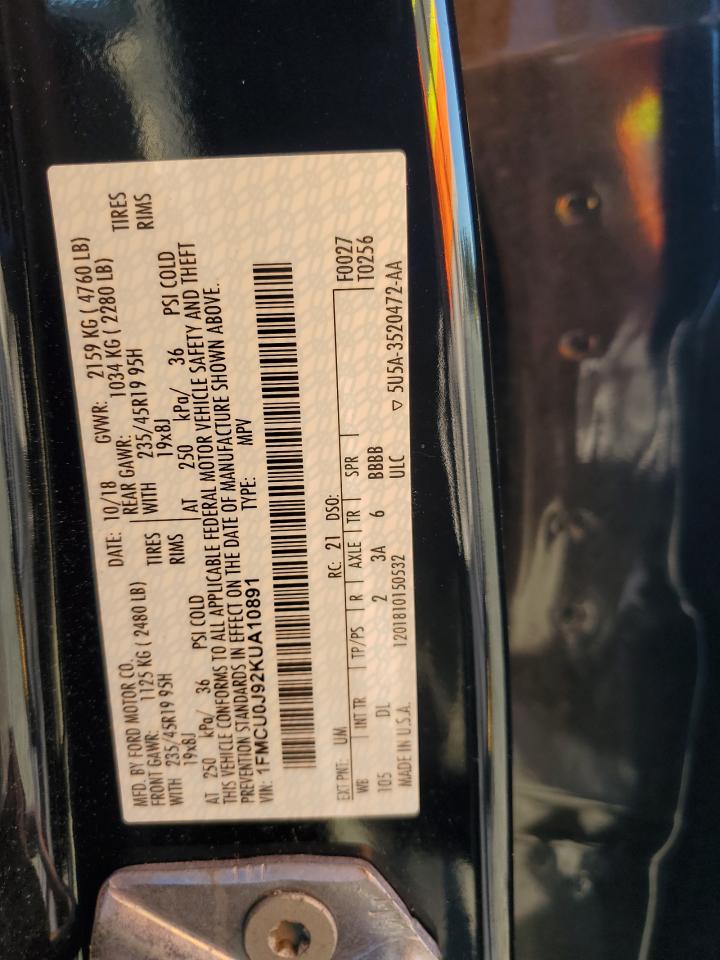 MFD. BY FORD MOTOR CO. DATE: 10/18 GVWR: 2159 KG ( 4760 LB)
FRONT GAWR: 1125 KG ( 2480 LB) REAR GAWR: 1034 KG ( 2280 LB)
WITH 235/45R19 95H TIRES WITH 235/45R19 95H TIRES
19x8J RIMS 19x8J RIMS
AT 250 kPa/ 36 PSI COLD AT 250 kPa/ 36 PSI COLD
THIS VEHICLE CONFORMS TO ALL APPLICABLE FEDERAL MOTOR VEHICLE SAFETY AND THEFT
PREVENTION STANDARDS IN EFFECT ON THE DATE OF MANUFACTURE SHOWN ABOVE.
VIN: 1FMCU0J92KUA10891 TYPE: MPV
EXT PNT: UM RC: 21 DSO: F0027
WB INT TR TP/PS R AXLE TR SPR T0256
105 DL 2 3A 6 BBBB
MADE IN U.S.A. 1201810150532 ULC ▽ 5U5A-3520472-AA